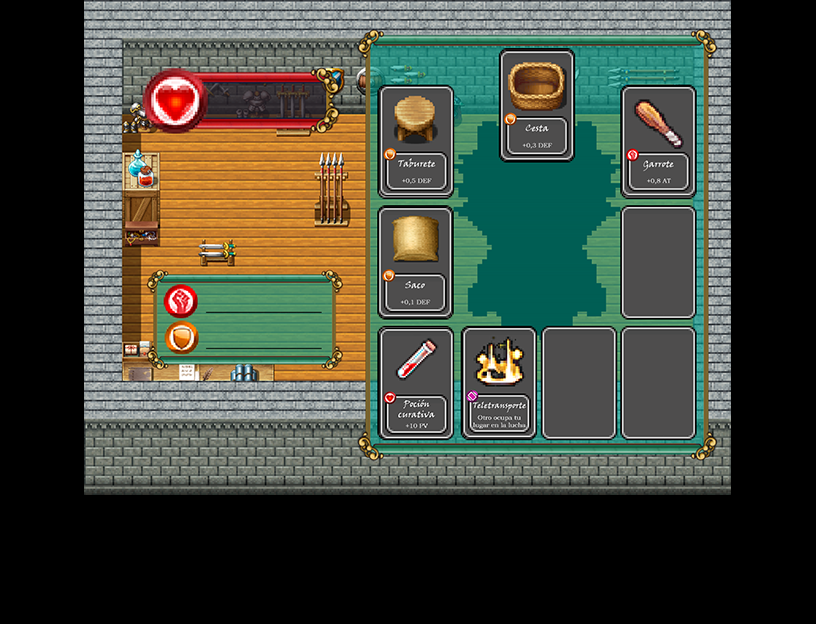 Cesta
+0,3 DEF
Taburete
+0,5 DEF
Garrote
+0,8 AT
Saco
+0,1 DEF
Poción
curativa
+10 PV
Teletransporte
Otro ocupa tu
lugar en la lucha